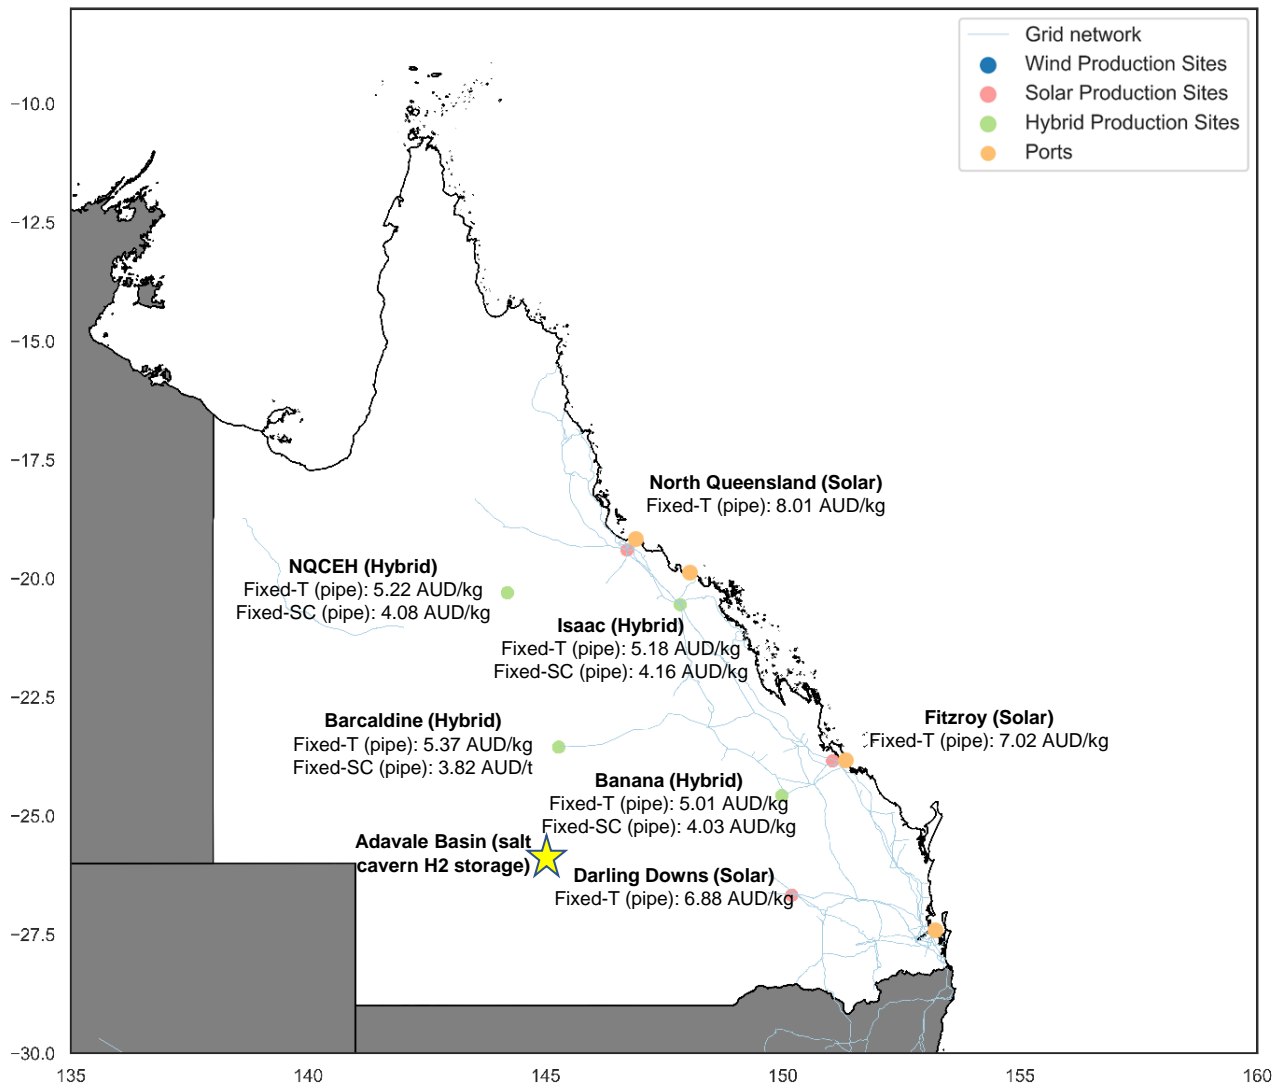 Grid network
Wind Production Sites
Solar Production Sites
Hybrid Production Sites
Ports
−10.0
−12.5
−15.0
−17.5
−20.0
−22.5
−25.0
−27.5
−30.0
North Queensland (Solar)
Fixed-T (pipe): 8.01 AUD/kg
NQCEH (Hybrid)
Fixed-T (pipe): 5.22 AUD/kg
Fixed-SC (pipe): 4.08 AUD/kg
Isaac (Hybrid)
Fixed-T (pipe): 5.18 AUD/kg
Fixed-SC (pipe): 4.16 AUD/kg
Barcaldine (Hybrid)
Fixed-T (pipe): 5.37 AUD/kg
Fixed-SC (pipe): 3.82 AUD/t
Fitzroy (Solar)
Fixed-T (pipe): 7.02 AUD/kg
Banana (Hybrid)
Fixed-T (pipe): 5.01 AUD/kg
Fixed-SC (pipe): 4.03 AUD/kg
Adavale Basin (salt
cavern H2 storage)
Darling Downs (Solar)
Fixed-T (pipe): 6.88 AUD/kg
135
140
145
150
155
160